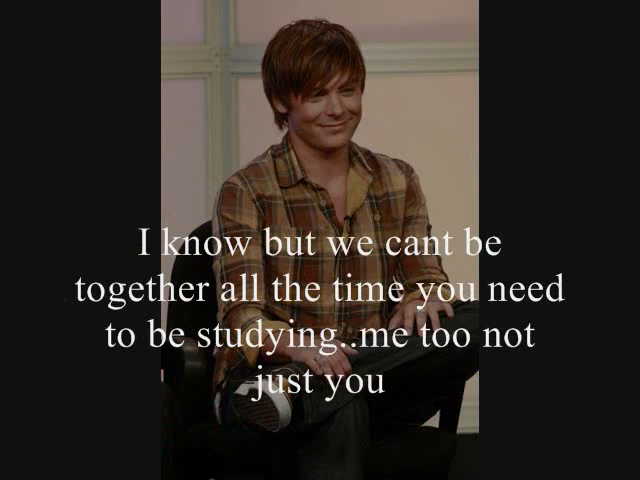 I know but we cant be
together all the time you need
to be studying..me too not
just you